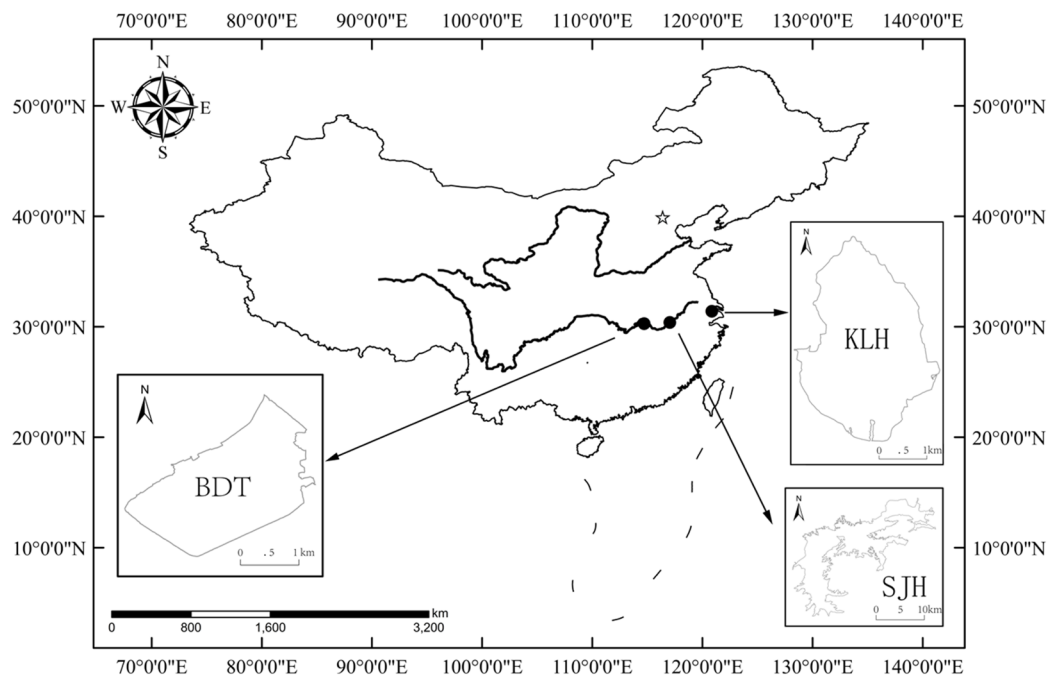 70°0'0"E 80°0'0"E 90°0'0"E 100°0'0"E 110°0'0"E 120°0'0"E 130°0'0"E 140°0'0"E
N
W E
S
50°0'0"N 50°0'0"N
40°0'0"N 40°0'0"N
30°0'0"N 30°0'0"N
20°0'0"N 20°0'0"N
10°0'0"N 10°0'0"N
N
KLH
0 .5 1km
N
BDT
0 .5 1km
N
SJH
0 5 10km
km
0 800 1,600 3,200
70°0'0"E 80°0'0"E 90°0'0"E 100°0'0"E 110°0'0"E 120°0'0"E 130°0'0"E 140°0'0"E